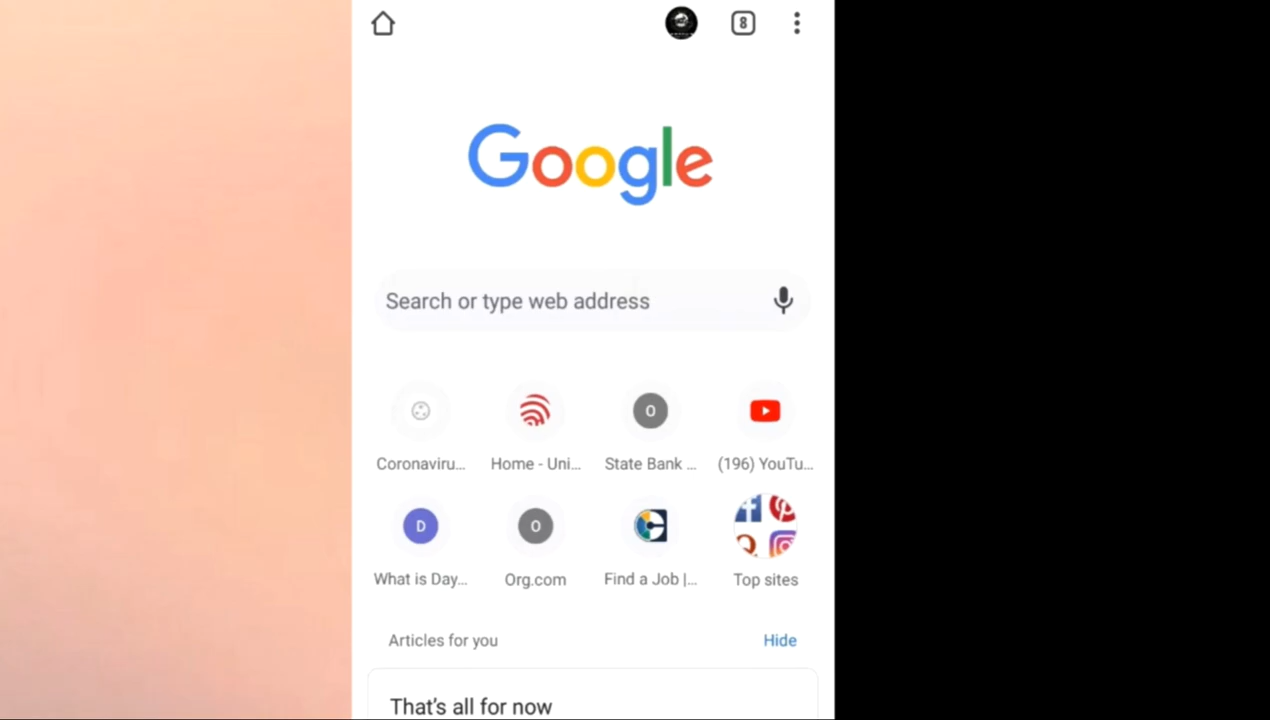 8
Google
Search or type web address
O
Coronaviru... Home - Uni... State Bank ... (196) YouTu...
D O
What is Day... Org.com Find a Job |... Top sites
Articles for you Hide
That's all for now